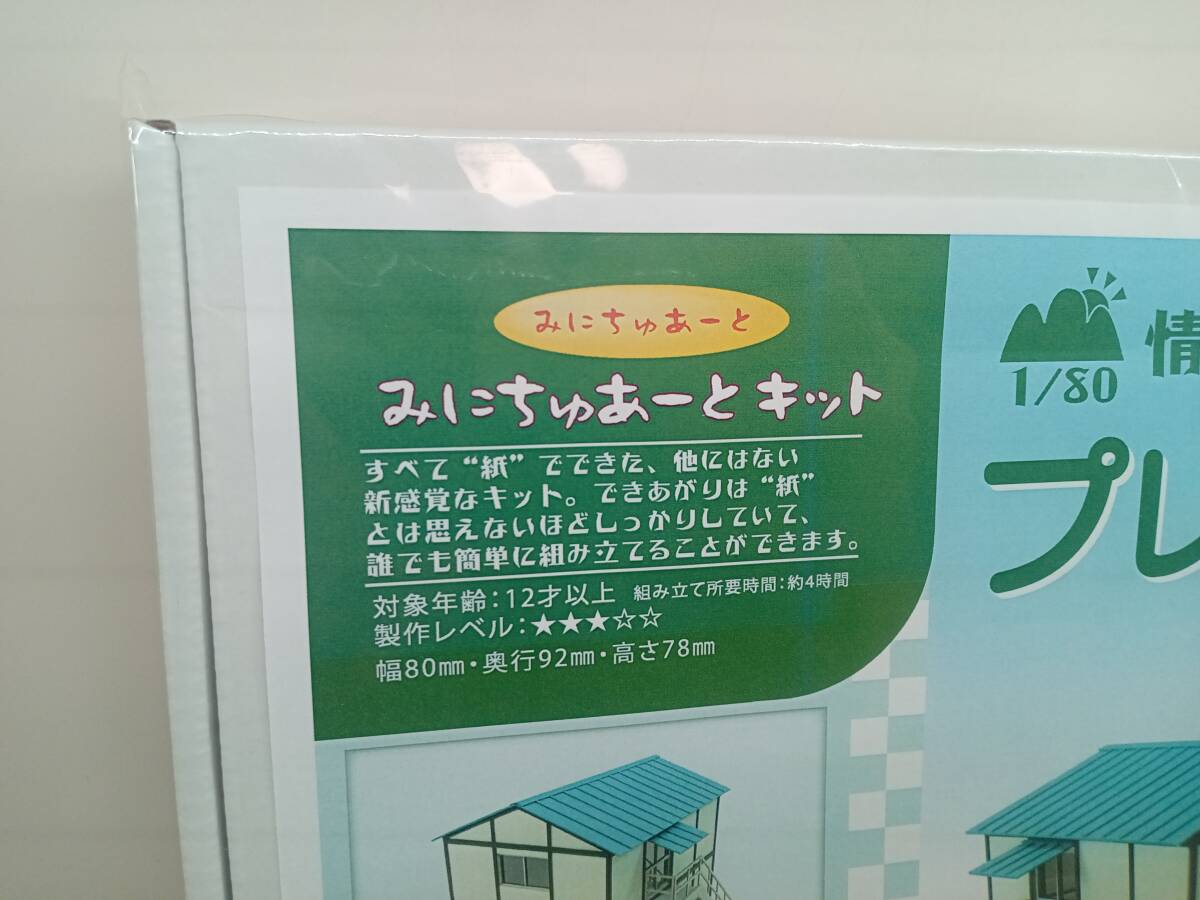 みにちゅあーと
みにちゅあーと キット
すべて“紙”でできた、他にはない
新感覚なキット。できあがりは“紙”
とは思えないほどしっかりしていて、
誰でも簡単に組み立てることができます。
対象年齢:12才以上 組み立て所要時間:約4時間
製作レベル:★★★☆☆
幅80㎜・奥行92㎜・高さ78㎜
1/80
情
プレ